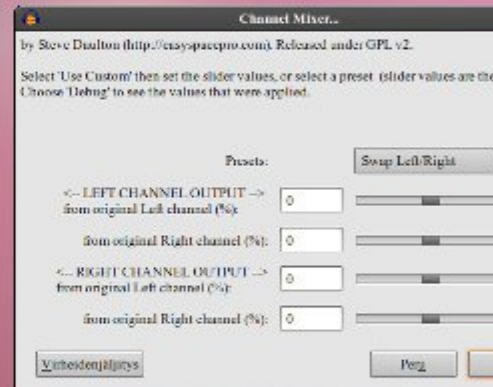 Channel Mixer...
by Steve Daulton (http://easyspacepro.com). Released under GPL v2.
Select 'Use Custom' then set the slider values, or select a preset (slider values are the
Choose 'Debug' to see the values that were applied.
Presets: Swap Left/Right
<-- LEFT CHANNEL OUTPUT -->
from original Left channel (%): 0
from original Right channel (%): 0
<-- RIGHT CHANNEL OUTPUT -->
from original Left channel (%): 0
from original Right channel (%): 0
Virheidenjäljitys Peru